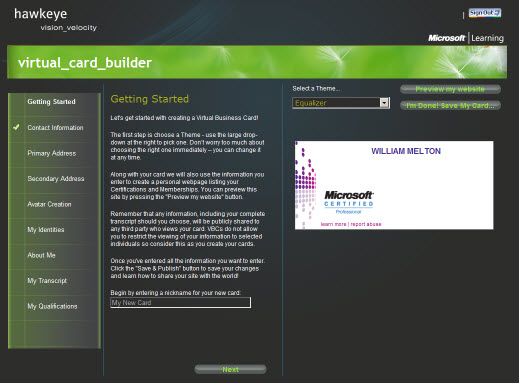 hawkeye
vision_velocity
Sign Out
Microsoft | Learning
virtual_card_builder
Getting Started
Contact Information
Primary Address
Secondary Address
Avatar Creation
My Identities
About Me
My Transcript
My Qualifications
Getting Started
Let's get started with creating a Virtual Business Card!
The first step is choose a Theme - use the large drop-
down at the right to pick one. Don't worry too much about
choosing the right one immediately – you can change it
at any time.
Along with your card we will also use the information you
enter to create a personal webpage listing your
Certifications and Memberships. You can preview this
site by pressing the "Preview my website" button.
Remember that any information, including your complete
transcript should you choose, will be publicly shared to
any third party who views your card. VBCs do not allow
you to restrict the viewing of your information to selected
individuals so consider this as you create your cards.
Once you've entered all the information you want to enter.
Click the "Save & Publish" button to save your changes
and learn how to share your site with the world!
Begin by entering a nickname for your new card:
My New Card
Next
Select a Theme...
Equalizer
Preview my website
I'm Done! Save My Card...
WILLIAM MELTON
Microsoft
CERTIFIED
Professional
learn more | report abuse